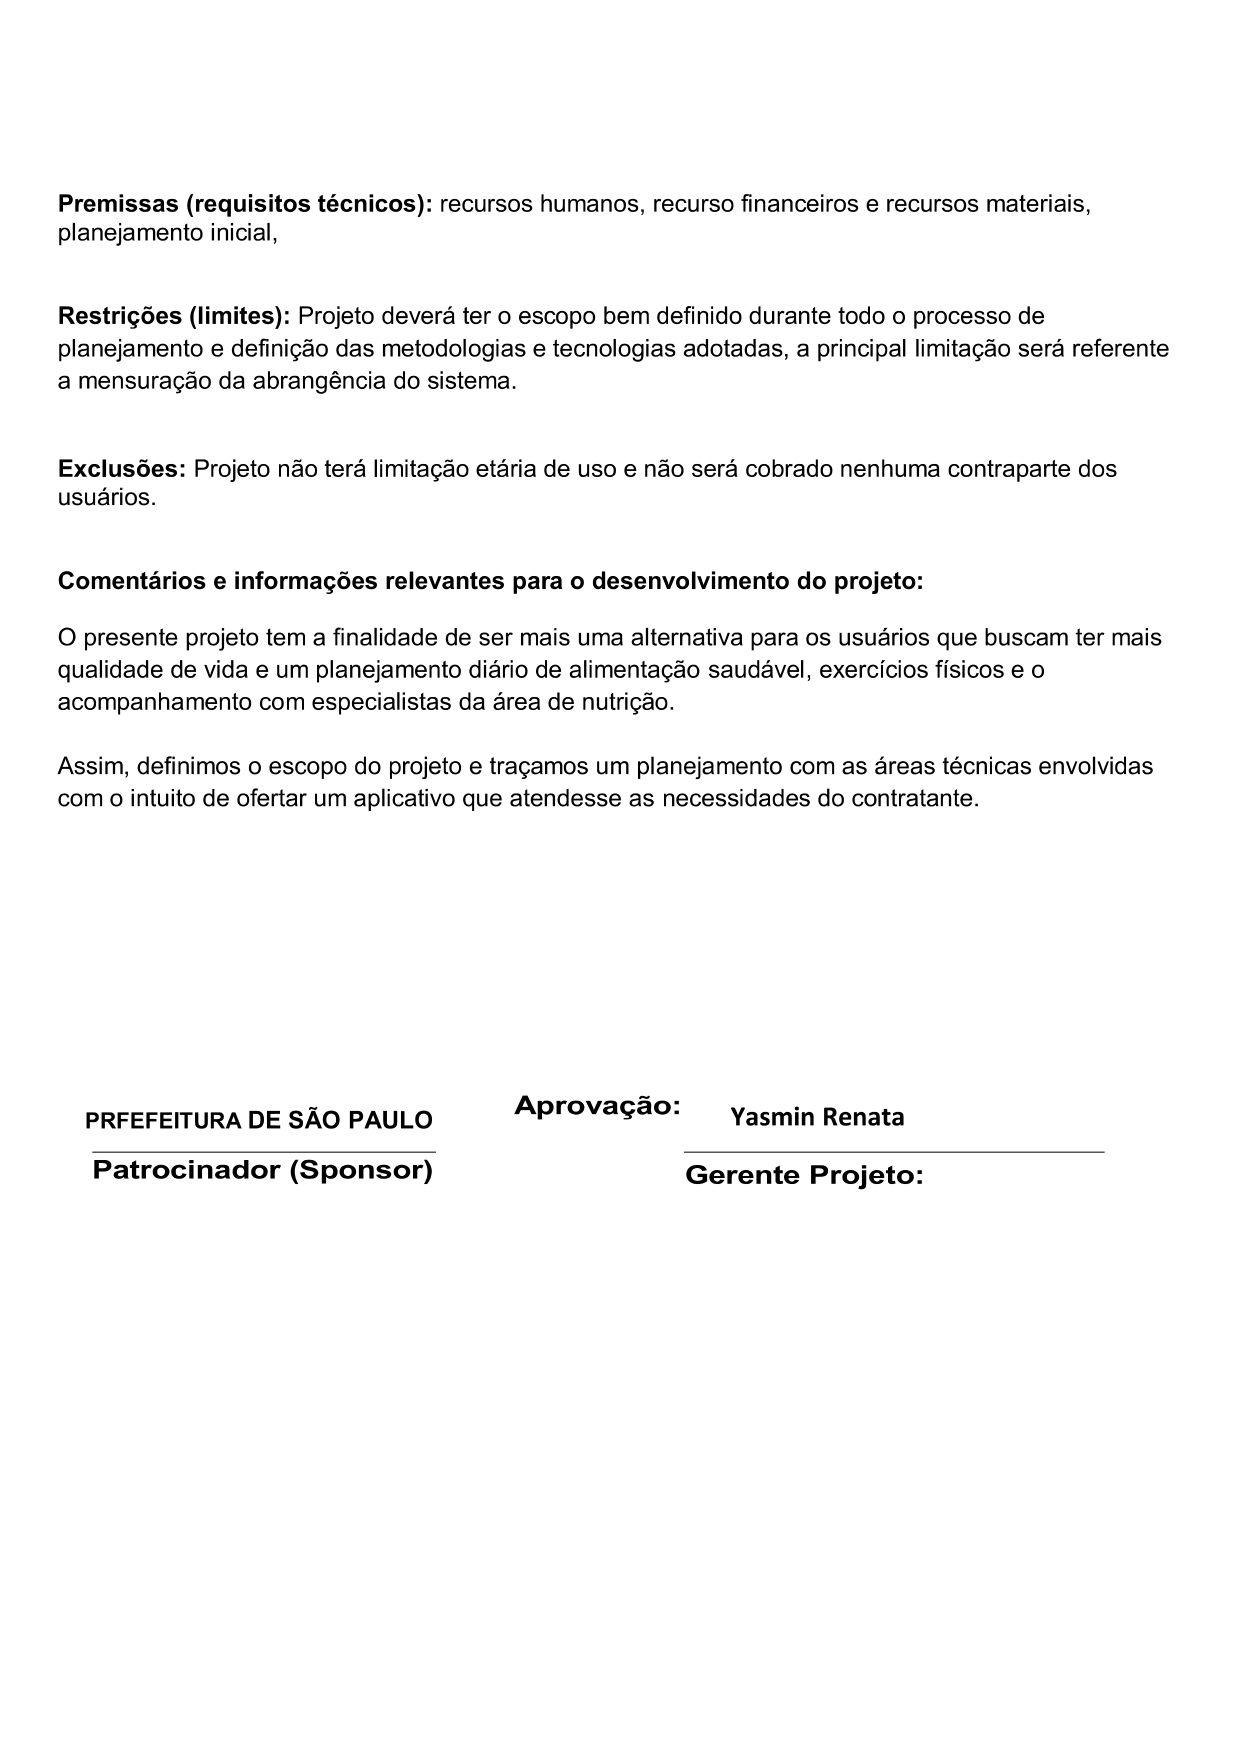 Premissas (requisitos técnicos): recursos humanos, recurso financeiros e recursos materiais,
planejamento inicial,
Restrições (limites): Projeto deverá ter o escopo bem definido durante todo o processo de
planejamento e definição das metodologias e tecnologias adotadas, a principal limitação será referente
a mensuração da abrangência do sistema.
Exclusões: Projeto não terá limitação etária de uso e não será cobrado nenhuma contraparte dos
usuários.
Comentários e informações relevantes para o desenvolvimento do projeto:
O presente projeto tem a finalidade de ser mais uma alternativa para os usuários que buscam ter mais
qualidade de vida e um planejamento diário de alimentação saudável, exercícios físicos e o
acompanhamento com especialistas da área de nutrição.
Assim, definimos o escopo do projeto e traçamos um planejamento com as áreas técnicas envolvidas
com o intuito de ofertar um aplicativo que atendesse as necessidades do contratante.
PRFEFEITURA DE SÃO PAULO
Patrocinador (Sponsor)
Aprovação:
Yasmin Renata
Gerente Projeto: